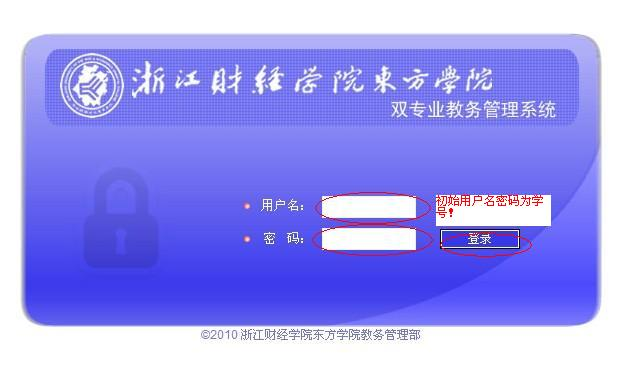 浙江财经学院東方學院
双专业教务管理系统
用户名：
初始用户名密码为学
号！
密 码：
登录
©2010 浙江财经学院东方学院教务管理部